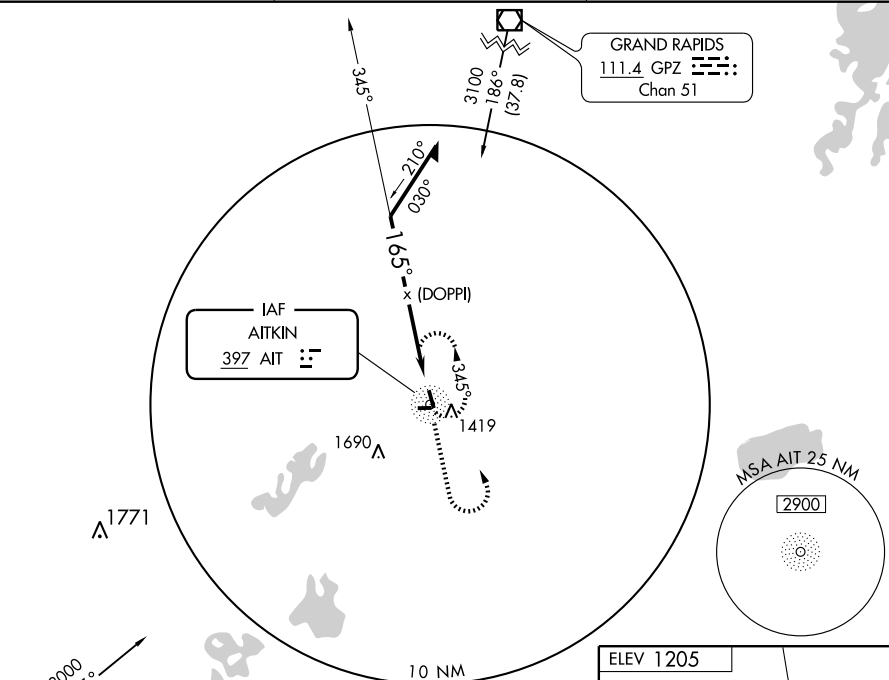 GRAND RAPIDS
111.4 GPZ
Chan 51
3100
186°
(37.8)
345°
210°
030°
165°
x (DOPPI)
IAF
AITKIN
397 AIT
345°
1419
1690
1771
MSA AIT 25 NM
2900
10 NM
ELEV 1205